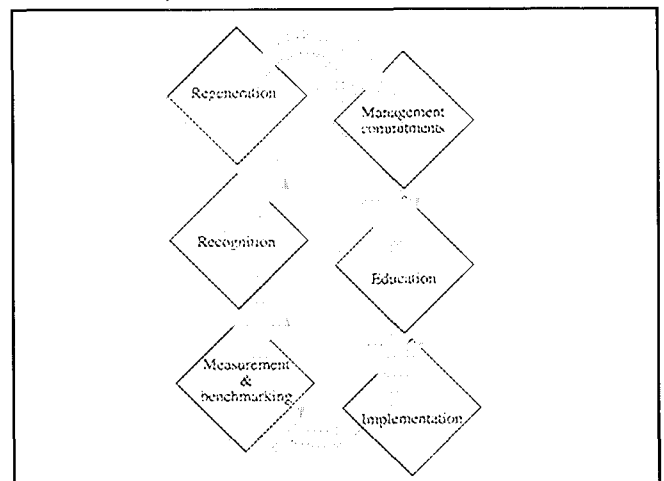 Regeneration
Management
commitments
Recognition
Education
Measurement
&
benchmarking
Implementation